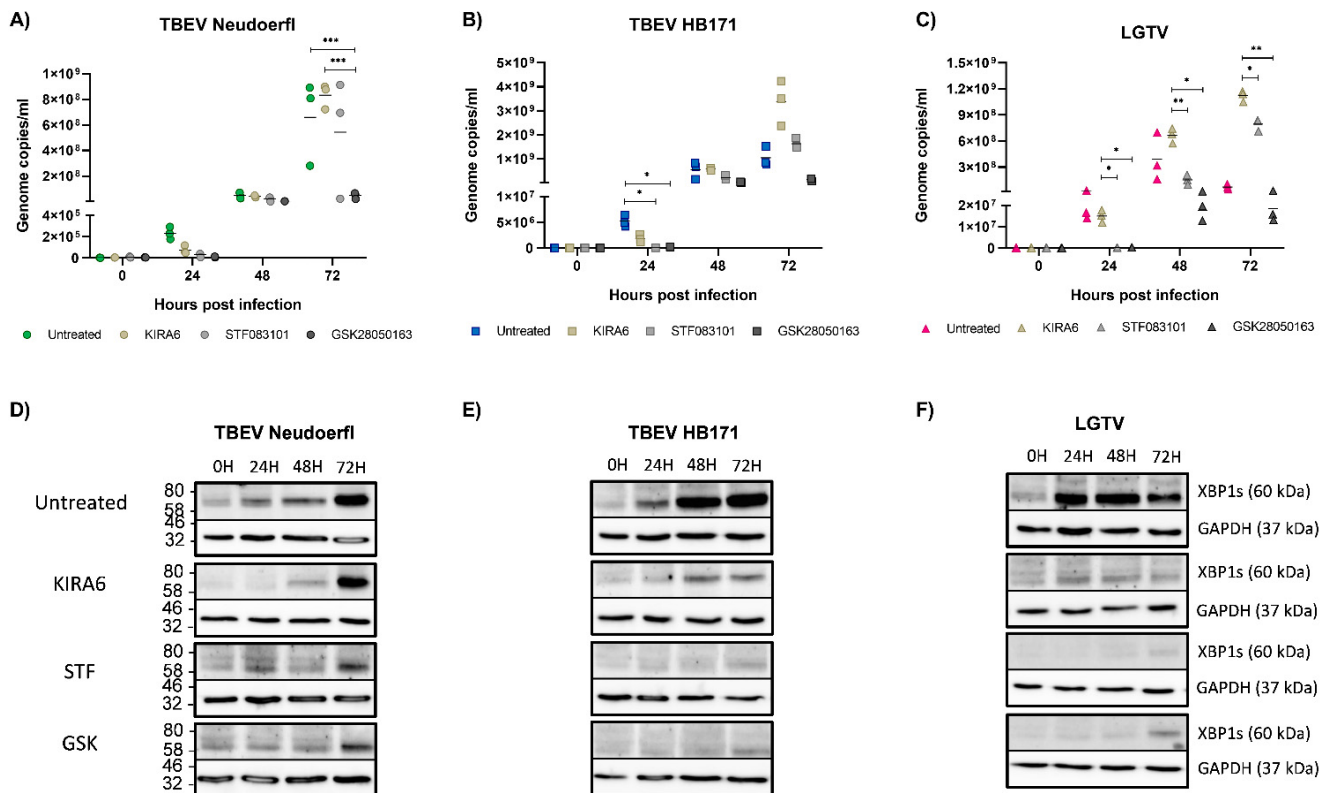 A)
TBEV Neudoerfl
Genome copies/ml
1×10⁹
8×10⁸
6×10⁸
4×10⁸
2×10⁸
0
4×10⁵
2×10⁵
0
***
***
0 24 48 72
Hours post infection
Untreated KIRA6 STF083101 GSK28050163
B)
TBEV HB171
Genome copies/ml
5×10⁹
4×10⁹
3×10⁹
2×10⁹
1×10⁹
1×10⁷
5×10⁶
0
*
*
0 24 48 72
Hours post infection
Untreated KIRA6 STF083101 GSK28050163
C)
LGTV
Genome copies/ml
1.5×10⁹
1.2×10⁹
9×10⁸
6×10⁸
3×10⁸
2×10⁷
1×10⁷
0
*
*
*
**
**
*
0 24 48 72
Hours post infection
Untreated KIRA6 STF083101 GSK28050163
D)
TBEV Neudoerfl
0H 24H 48H 72H
Untreated
80
58
46
32
KIRA6
80
58
46
32
STF
80
58
46
32
GSK
80
58
46
32
E)
TBEV HB171
0H 24H 48H 72H
F)
LGTV
0H 24H 48H 72H
XBP1s (60 kDa)
GAPDH (37 kDa)
XBP1s (60 kDa)
GAPDH (37 kDa)
XBP1s (60 kDa)
GAPDH (37 kDa)
XBP1s (60 kDa)
GAPDH (37 kDa)